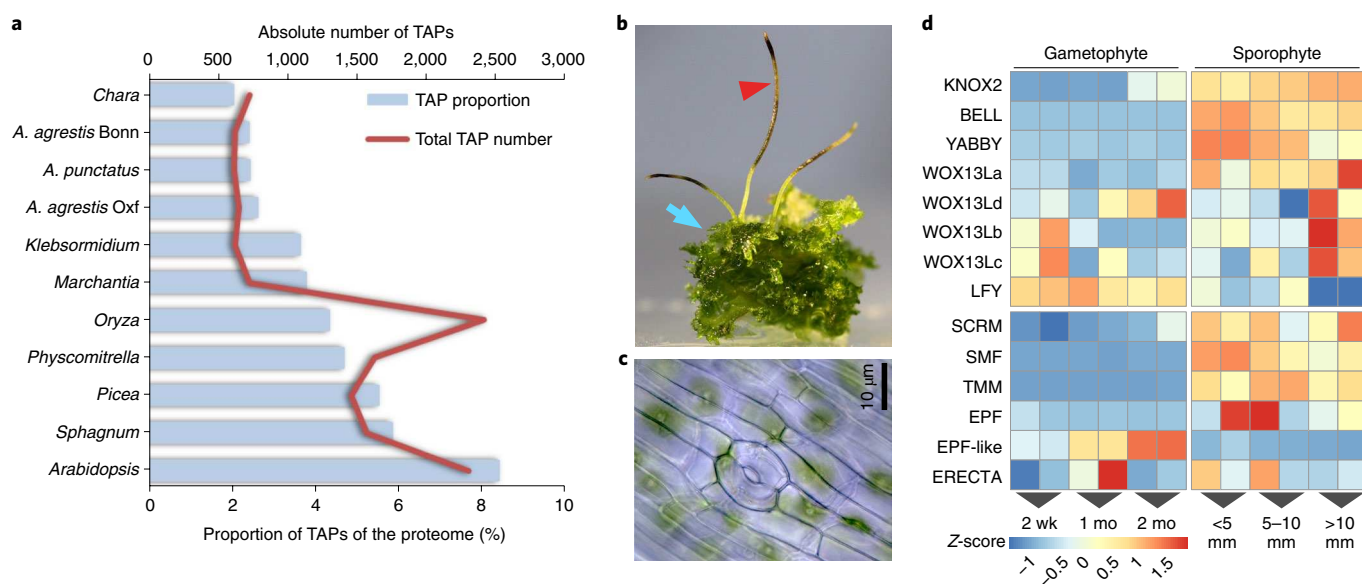 a
Absolute number of TAPs
0 500 1,000 1,500 2,000 2,500 3,000
Chara
A. agrestis Bonn
A. punctatus
A. agrestis Oxf
Klebsormidium
Marchantia
Oryza
Physcomitrella
Picea
Sphagnum
Arabidopsis
TAP proportion
Total TAP number
0 2 4 6 8 10
Proportion of TAPs of the proteome (%)
b
c
10 µm
d
Gametophyte Sporophyte
KNOX2
BELL
YABBY
WOX13La
WOX13Ld
WOX13Lb
WOX13Lc
LFY
SCRM
SMF
TMM
EPF
EPF-like
ERECTA
2 wk 1 mo 2 mo <5 mm 5–10 mm >10 mm
Z-score
–1 –0.5 0 0.5 1 1.5